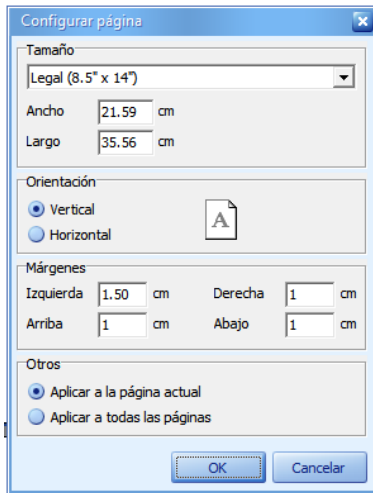 Configurar página
Tamaño
Legal (8.5" x 14")
Ancho 21.59 cm
Largo 35.56 cm
Orientación
Vertical
A
Horizontal
Márgenes
Izquierda 1.50 cm Derecha 1 cm
Arriba 1 cm Abajo 1 cm
Otros
Aplicar a la página actual
Aplicar a todas las páginas
OK Cancelar